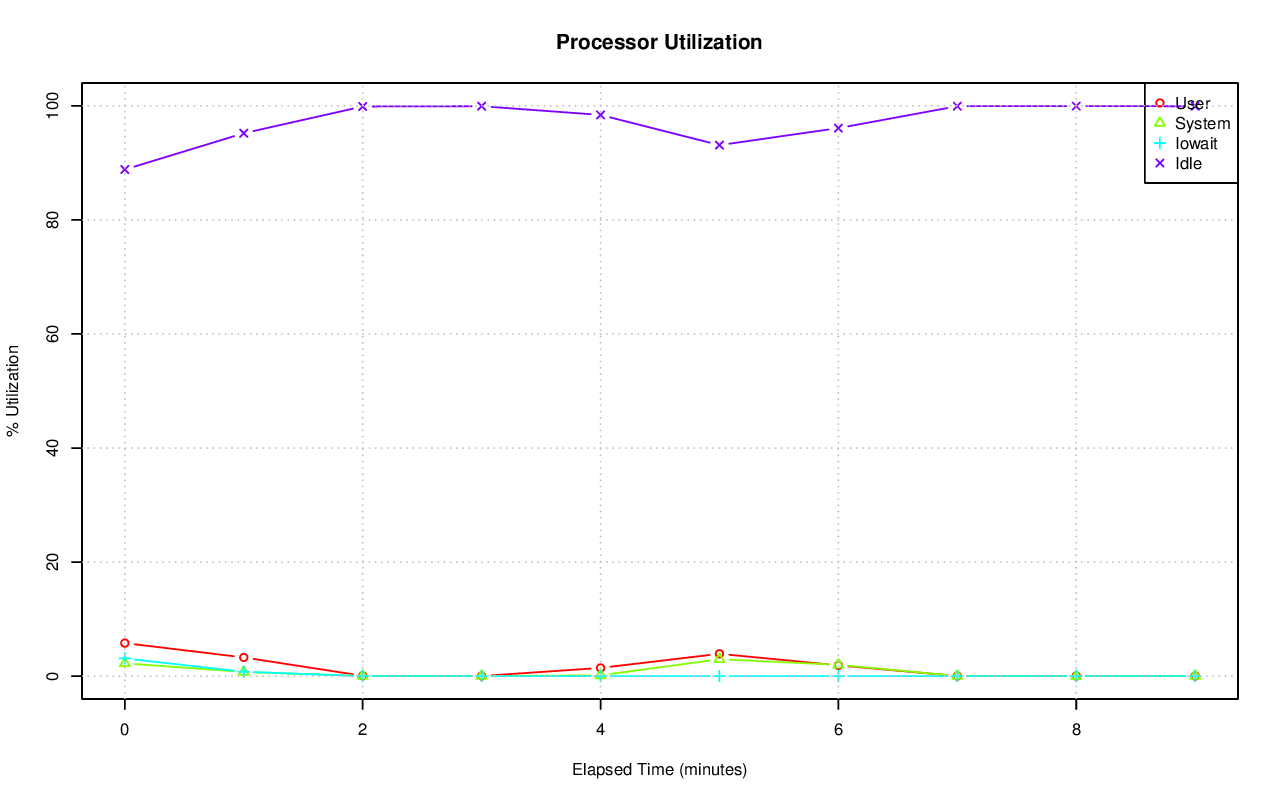 Processor Utilization
100
80
60
40
20
0
% Utilization
User
System
Iowait
Idle
0 2 4 6 8
Elapsed Time (minutes)